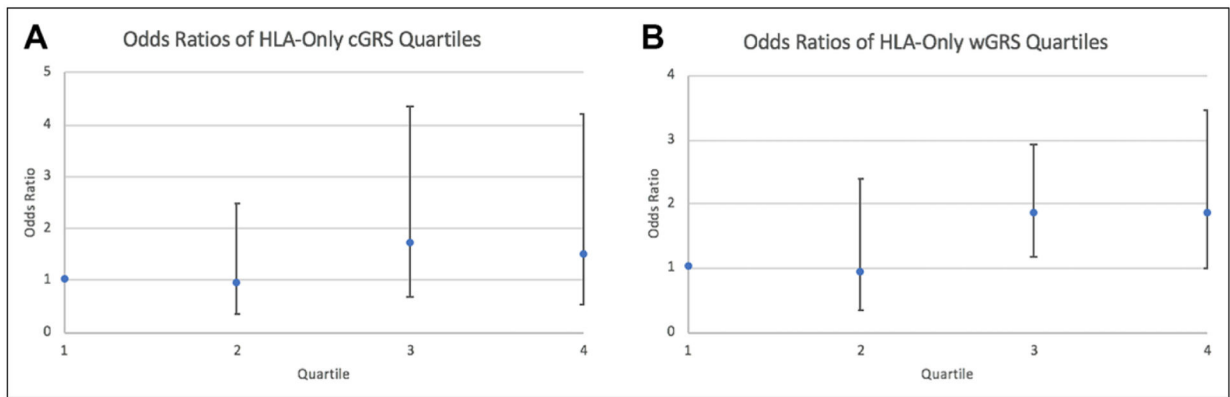 A
Odds Ratios of HLA-Only cGRS Quartiles
5
4
3
2
1
0
Odds Ratio
1 2 3 4
Quartile
B
Odds Ratios of HLA-Only wGRS Quartiles
4
3
2
1
0
Odds Ratio
1 2 3 4
Quartile